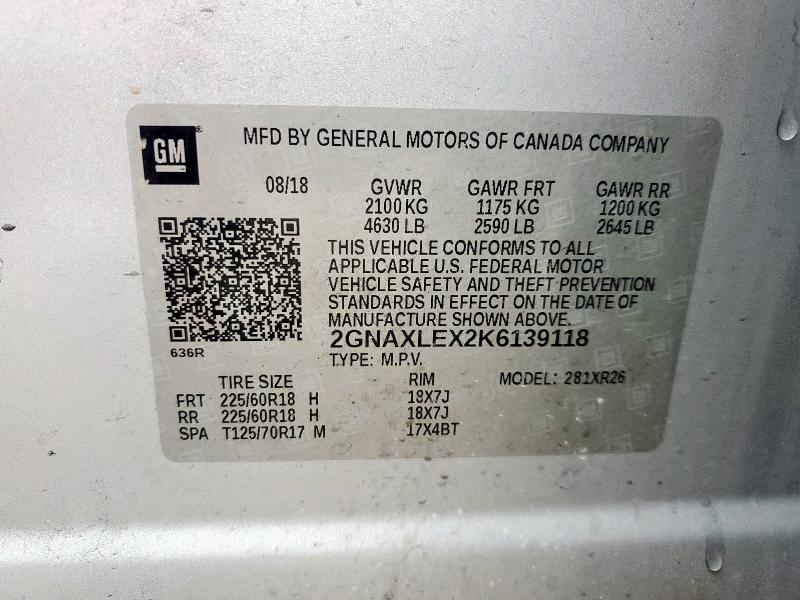 GM
MFD BY GENERAL MOTORS OF CANADA COMPANY
08/18 GVWR GAWR FRT GAWR RR
2100 KG 1175 KG 1200 KG
4630 LB 2590 LB 2645 LB
THIS VEHICLE CONFORMS TO ALL
APPLICABLE U.S. FEDERAL MOTOR
VEHICLE SAFETY AND THEFT PREVENTION
STANDARDS IN EFFECT ON THE DATE OF
MANUFACTURE SHOWN ABOVE.
2GNAXLEX2K6139118
636R
TYPE: M.P.V.
TIRE SIZE RIM MODEL: 281XR26
FRT 225/60R18 H 18X7J
RR 225/60R18 H 18X7J
SPA T125/70R17 M 17X4BT